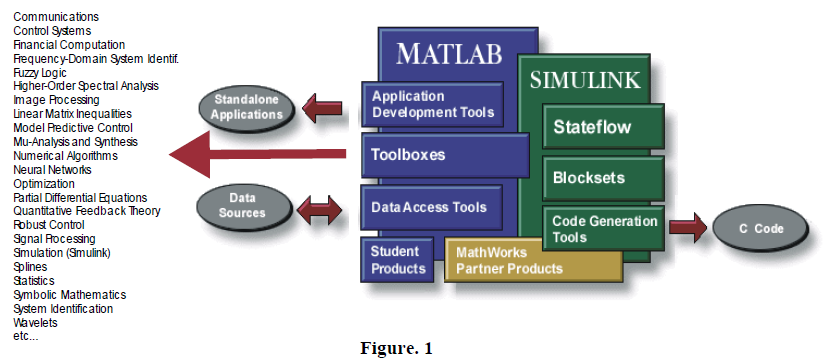 Communications
Control Systems
Financial Computation
Frequency-Domain System Identif.
Fuzzy Logic
Higher-Order Spectral Analysis
Image Processing
Linear Matrix Inequalities
Model Predictive Control
Mu-Analysis and Synthesis
Numerical Algorithms
Neural Networks
Optimization
Partial Differential Equations
Quantitative Feedback Theory
Robust Control
Signal Processing
Simulation (Simulink)
Splines
Statistics
Symbolic Mathematics
System Identification
Wavelets
etc...
Standalone
Applications
Data
Sources
MATLAB
Application
Development Tools
Toolboxes
Data Access Tools
Student
Products
MathWorks
Partner Products
SIMULINK
Stateflow
Blocksets
Code Generation
Tools
C Code
Figure. 1